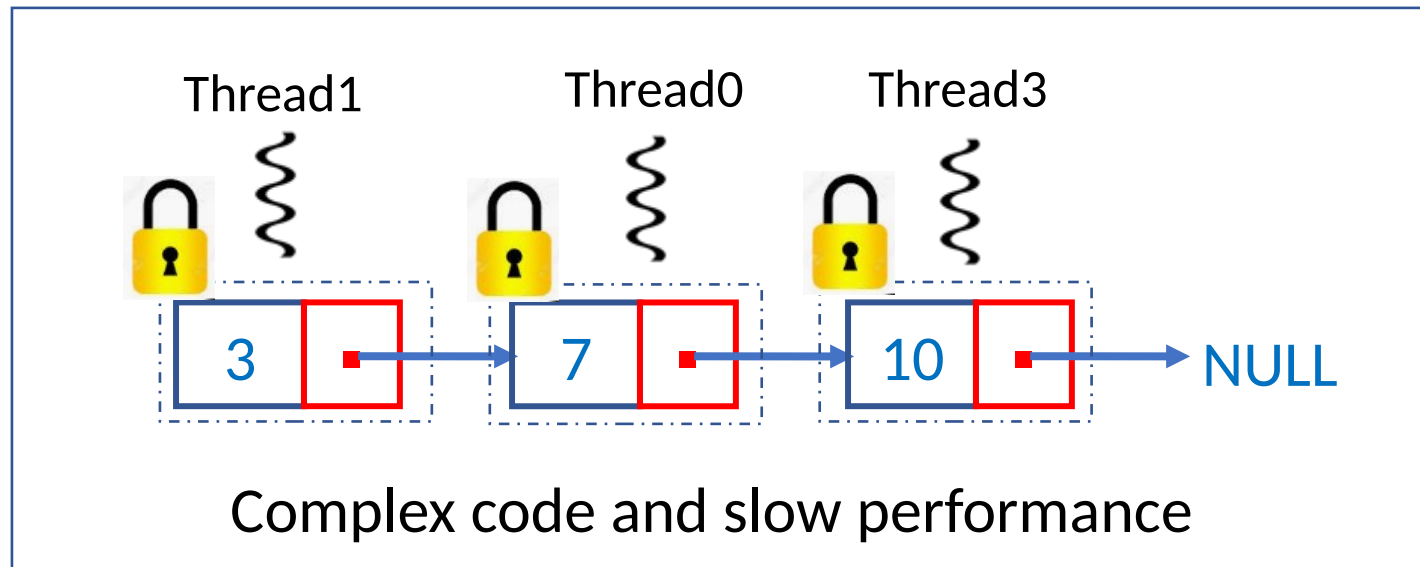 Thread1 Thread0 Thread3
3 7 10 NULL
Complex code and slow performance